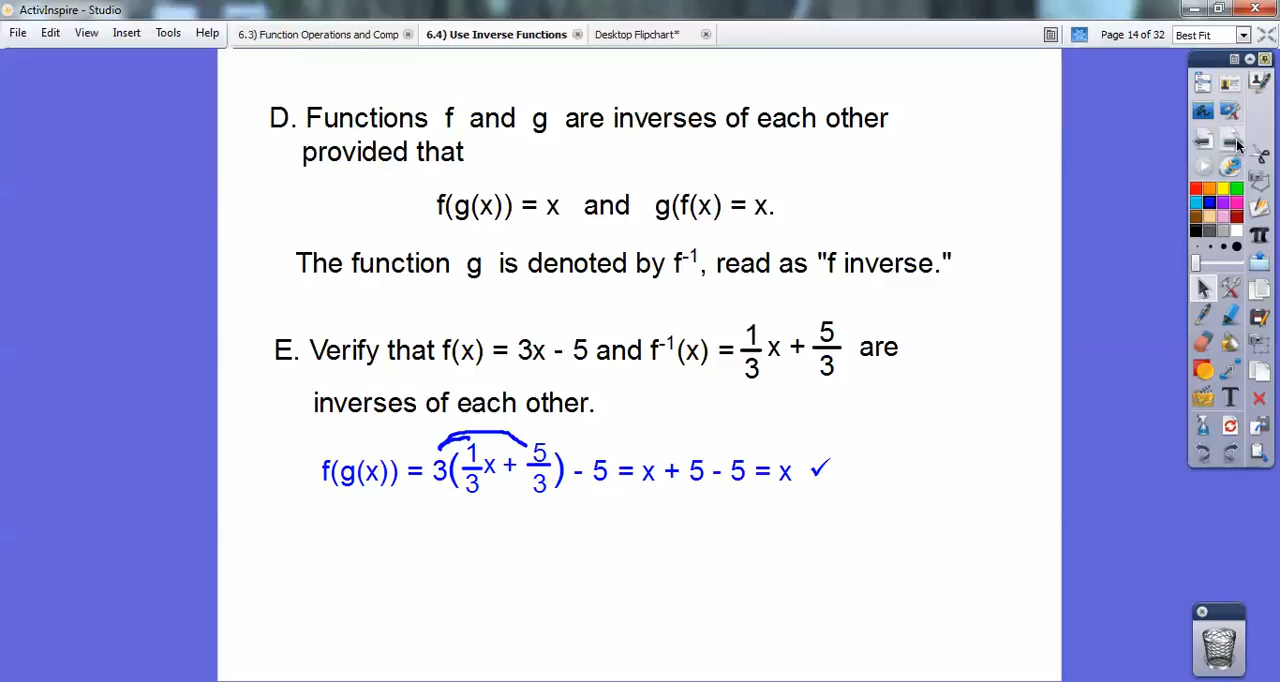 ActivInspire - Studio
File Edit View Insert Tools Help
6.3) Function Operations and Comp
6.4) Use Inverse Functions
Desktop Flipchart*
Page 14 of 32
Best Fit
D. Functions f and g are inverses of each other
provided that
f(g(x)) = x and g(f(x) = x.
The function g is denoted by f⁻¹, read as "f inverse."
E. Verify that f(x) = 3x - 5 and f⁻¹(x) = 1/3 x + 5/3 are
inverses of each other.
f(g(x)) = 3(1/3 x + 5/3) - 5 = x + 5 - 5 = x ✓